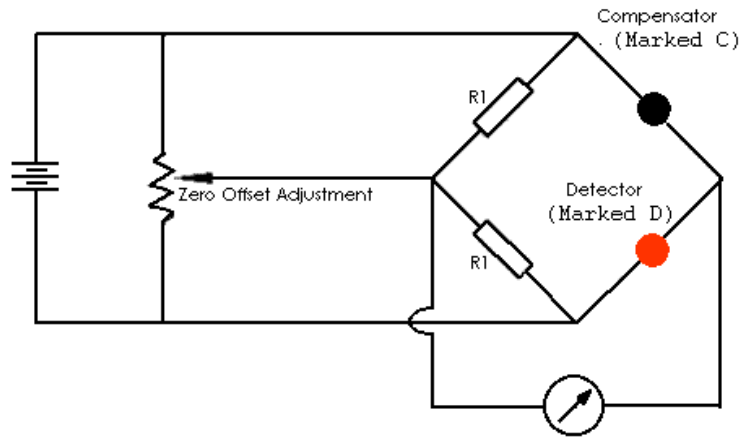 Compensator
(Marked C)
R1
Zero Offset Adjustment
Detector
(Marked D)
R1